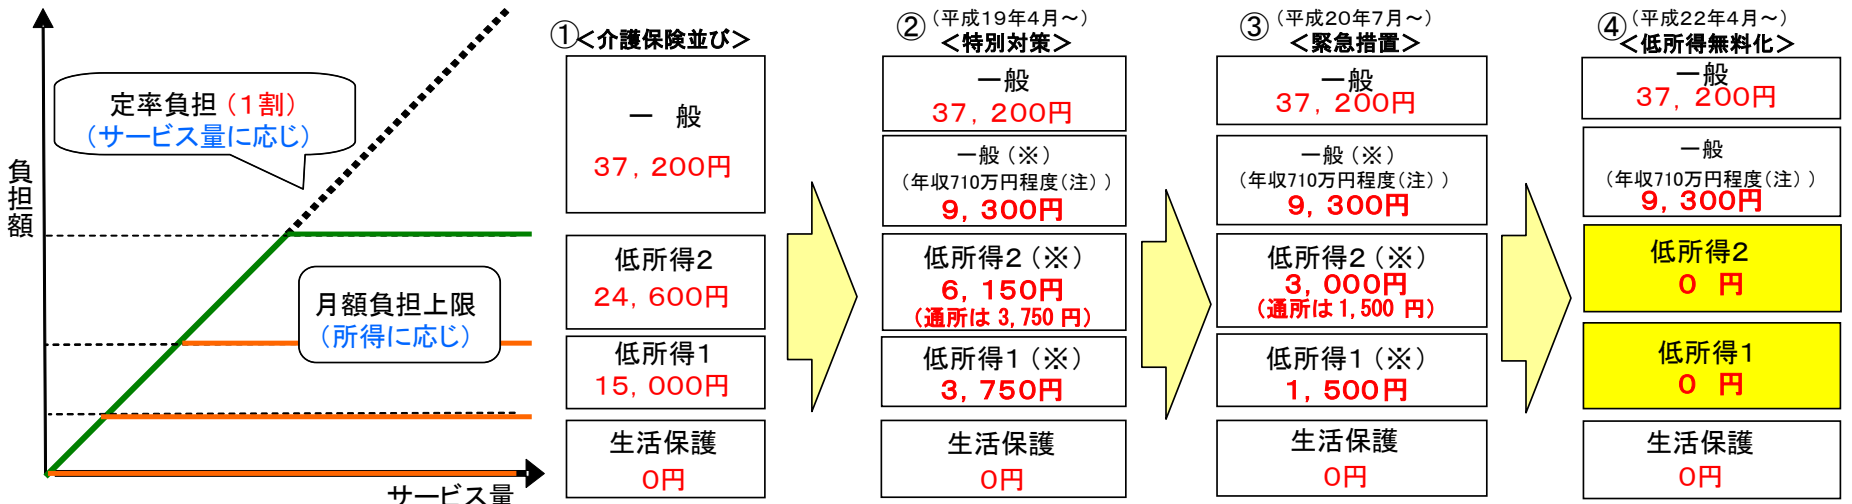 定率負担（１割）
（サービス量に応じ）
負担額
月額負担上限
（所得に応じ）
サービス量
①＜介護保険並び＞
一　般
３７，２００円
低所得２
２４，６００円
低所得１
１５，０００円
生活保護
０円
②（平成１９年４月～）
＜特別対策＞
一般
３７，２００円
一般（※）
（年収710万円程度（注））
９，３００円
低所得２（※）
６，１５０円
（通所は 3,750 円）
低所得１（※）
３，７５０円
生活保護
０円
③（平成２０年７月～）
＜緊急措置＞
一般
３７，２００円
一般（※）
（年収710万円程度（注））
９，３００円
低所得２（※）
３，０００円
（通所は 1,500 円）
低所得１（※）
１，５００円
生活保護
０円
④（平成２２年４月～）
＜低所得無料化＞
一般
３７，２００円
一般
（年収710万円程度（注））
９，３００円
低所得２
０　円
低所得１
０　円
生活保護
０円